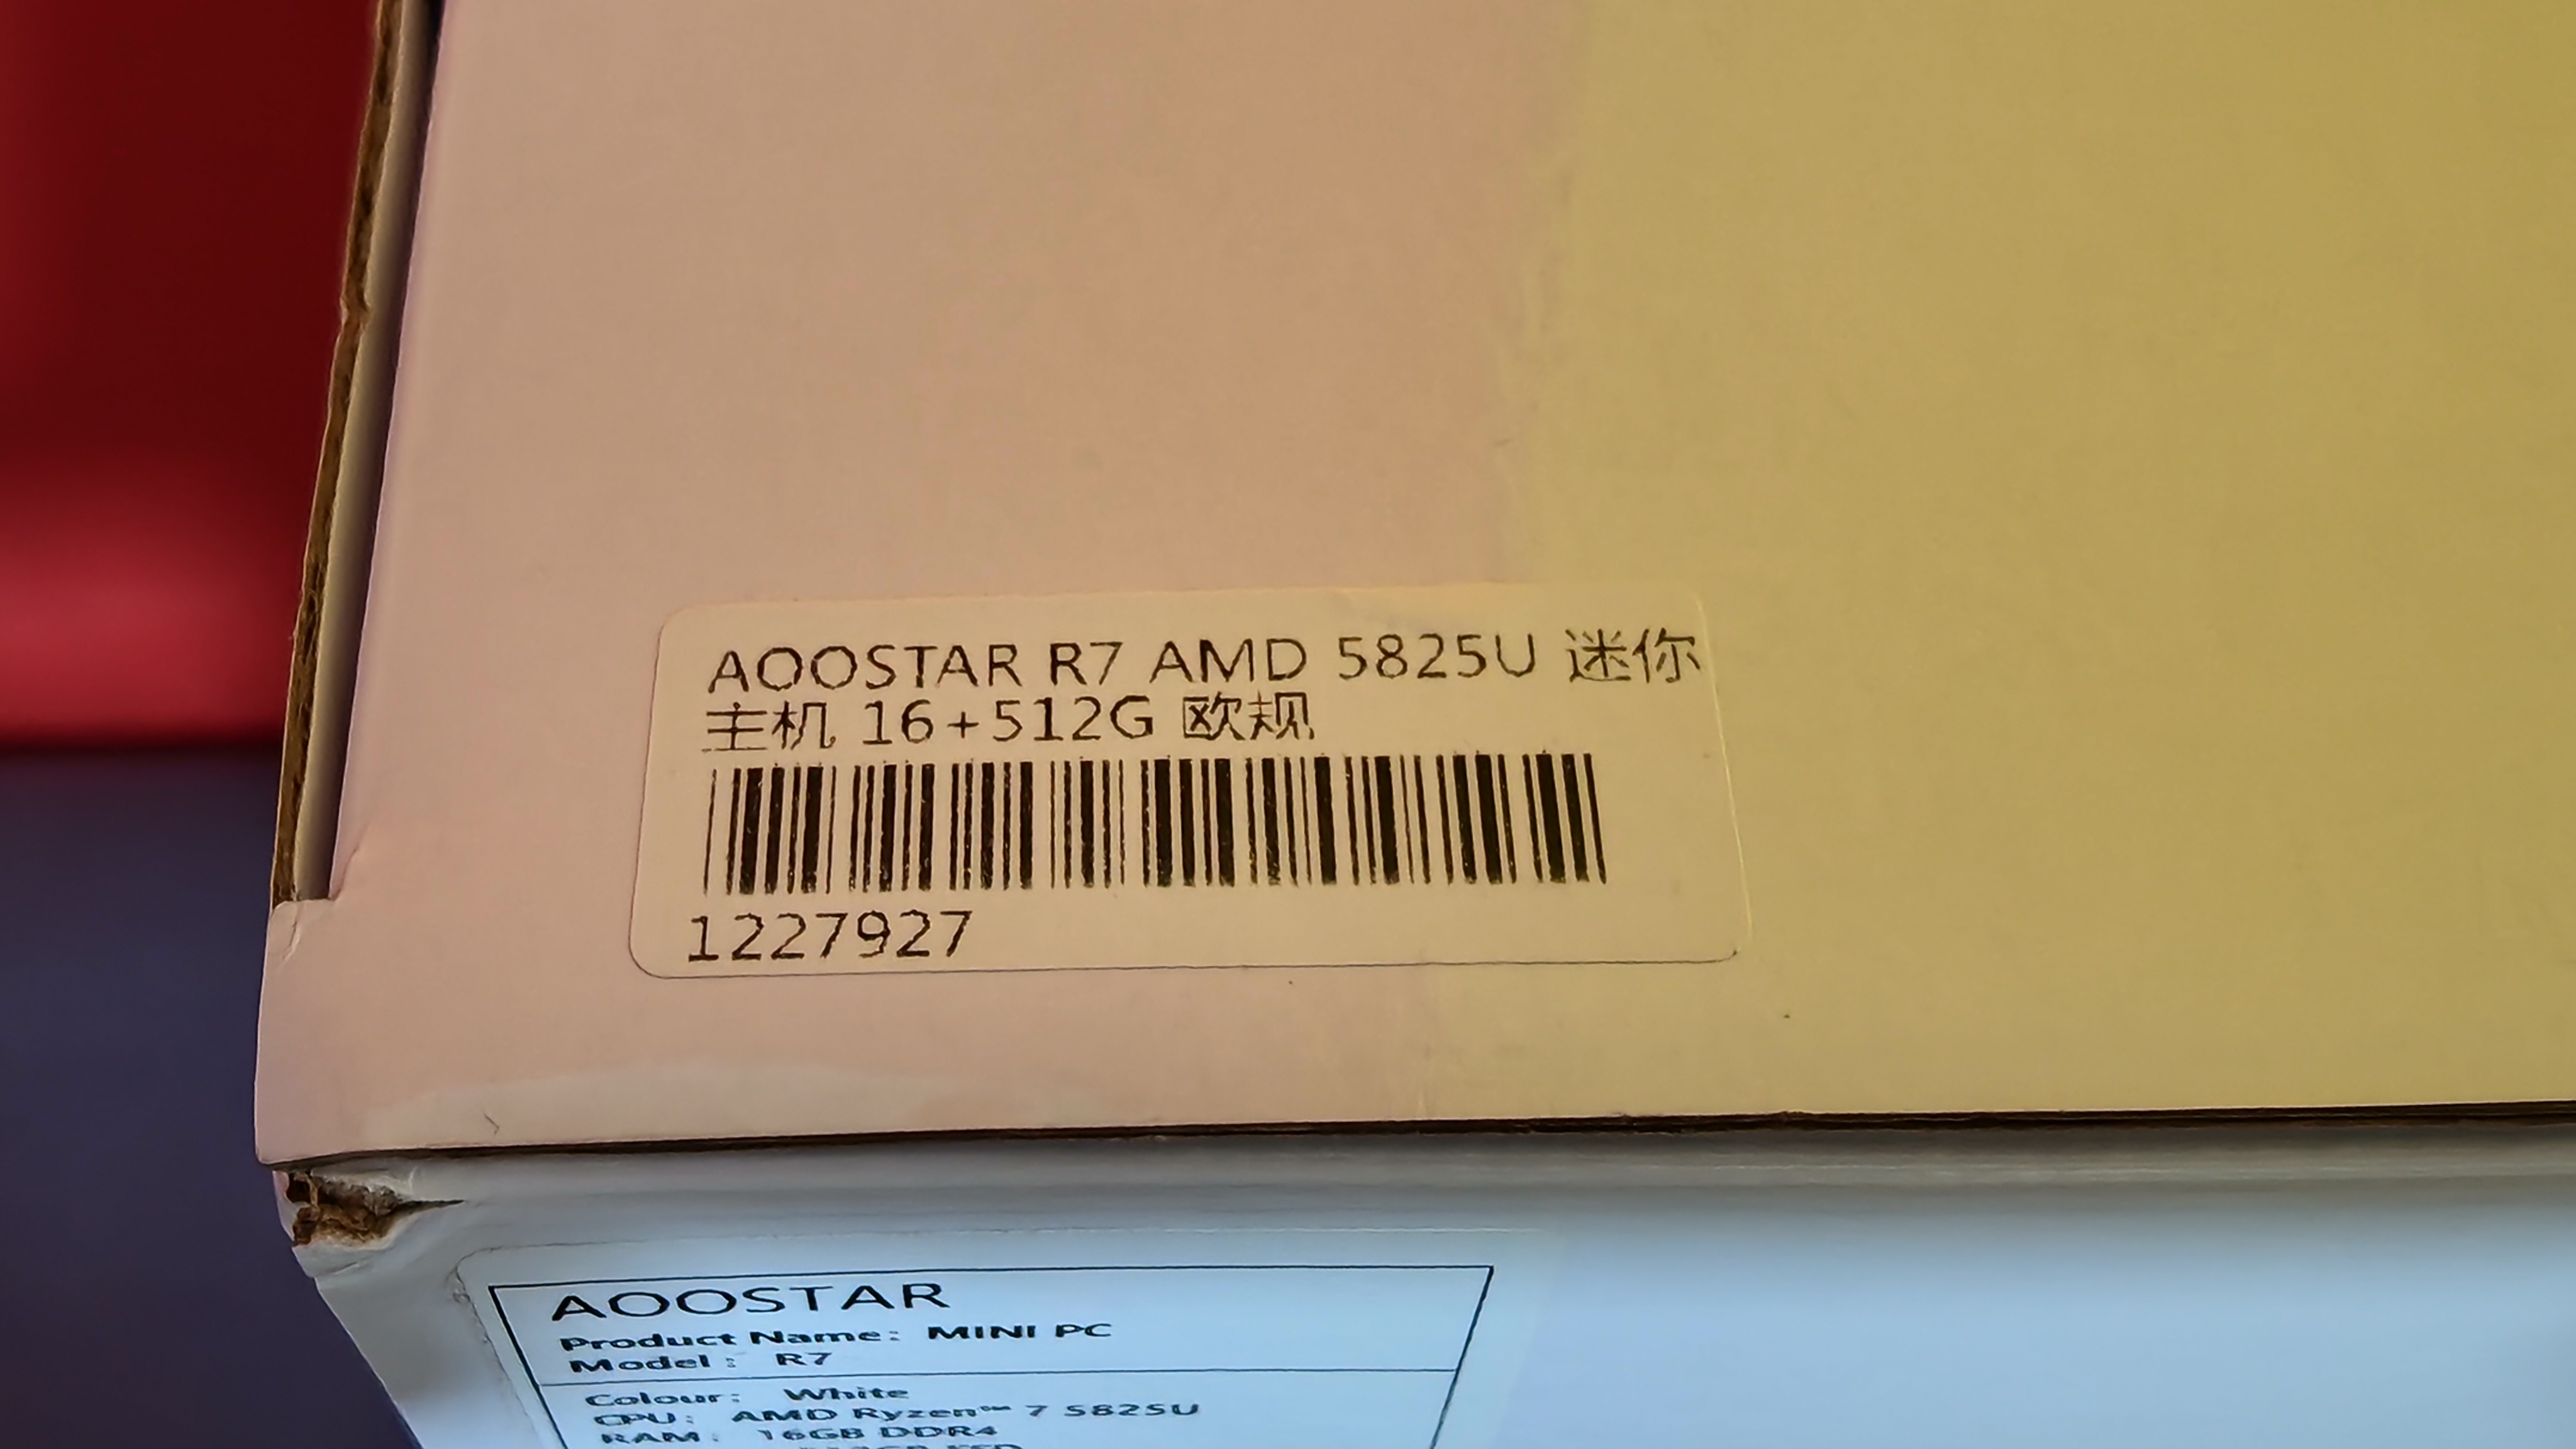 AOOSTAR R7 AMD 5825U 迷你
主机 16+512G 欧规
1227927
AOOSTAR
Product Name: MINI PC
Model: R7
Colour: White
CPU: AMD Ryzen™ 7 5825U
RAM: 16GB DDR4